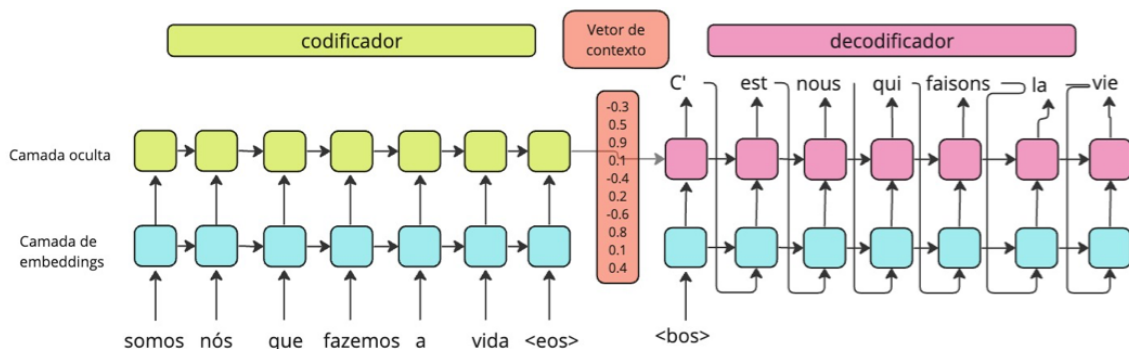 codificador
Vetor de
contexto
decodificador
C' est nous qui faisons la vie
Camada oculta
-0.3
0.5
0.9
0.1
-0.4
0.2
-0.6
0.8
0.1
0.4
Camada de
embeddings
somos nós que fazemos a vida <eos>
<bos>